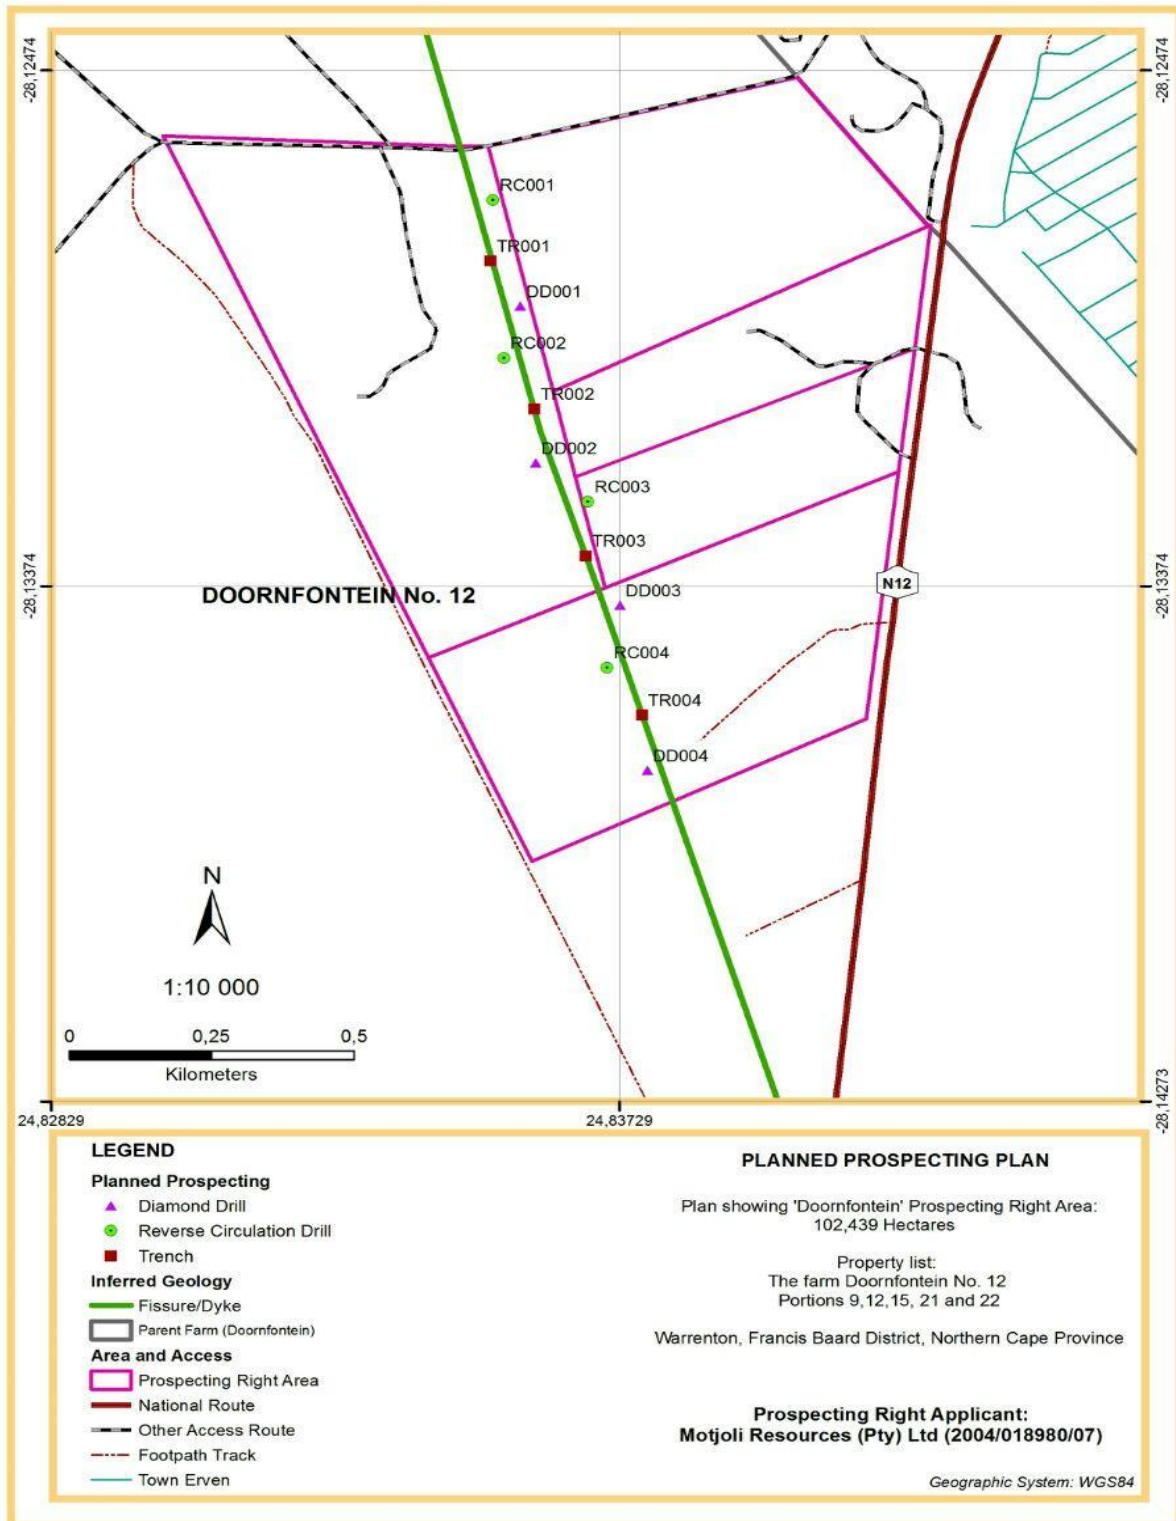 -28,12474
-28,12474
RC001
TR001
DD001
RC002
TR002
DD002
RC003
TR003
-28,13374
-28,13374
N12
DOORNFONTEIN No. 12
DD003
RC004
TR004
DD004
N
1:10 000
0 0,25 0,5
Kilometers
-28,14273
24,82829
24,83729
LEGEND
Planned Prospecting
Diamond Drill
Reverse Circulation Drill
Trench
Inferred Geology
Fissure/Dyke
Parent Farm (Doornfontein)
Area and Access
Prospecting Right Area
National Route
Other Access Route
Footpath Track
Town Erven
PLANNED PROSPECTING PLAN
Plan showing 'Doornfontein' Prospecting Right Area:
102,439 Hectares
Property list:
The farm Doornfontein No. 12
Portions 9,12,15, 21 and 22
Warrenton, Francis Baard District, Northern Cape Province
Prospecting Right Applicant:
Motjoli Resources (Pty) Ltd (2004/018980/07)
Geographic System: WGS84